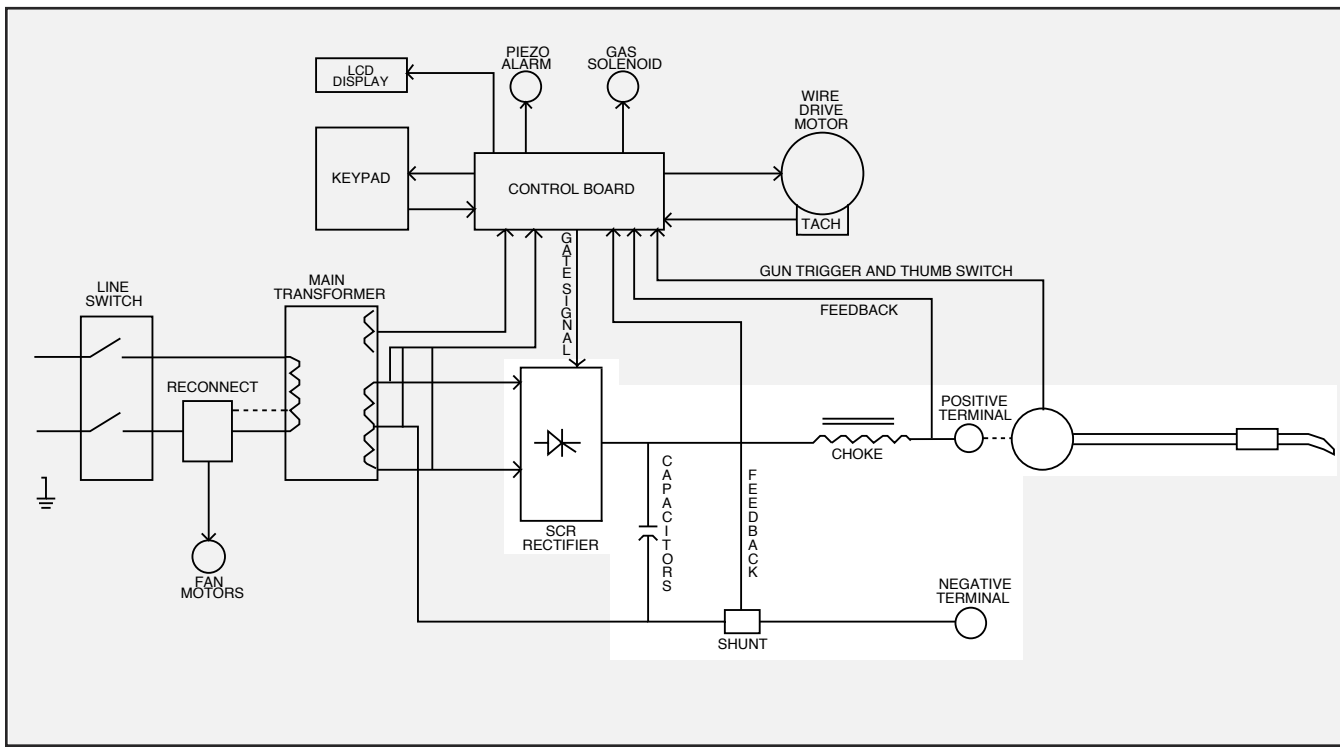 PIEZO
ALARM
GAS
SOLENOID
LCD
DISPLAY
WIRE
DRIVE
MOTOR
KEYPAD
CONTROL BOARD
TACH
GATE SIGNAL
GUN TRIGGER AND THUMB SWITCH
FEEDBACK
LINE
SWITCH
MAIN
TRANSFORMER
RECONNECT
POSITIVE
TERMINAL
CHOKE
CAPACITORS
FEEDBACK
SCR
RECTIFIER
FAN
MOTORS
NEGATIVE
TERMINAL
SHUNT